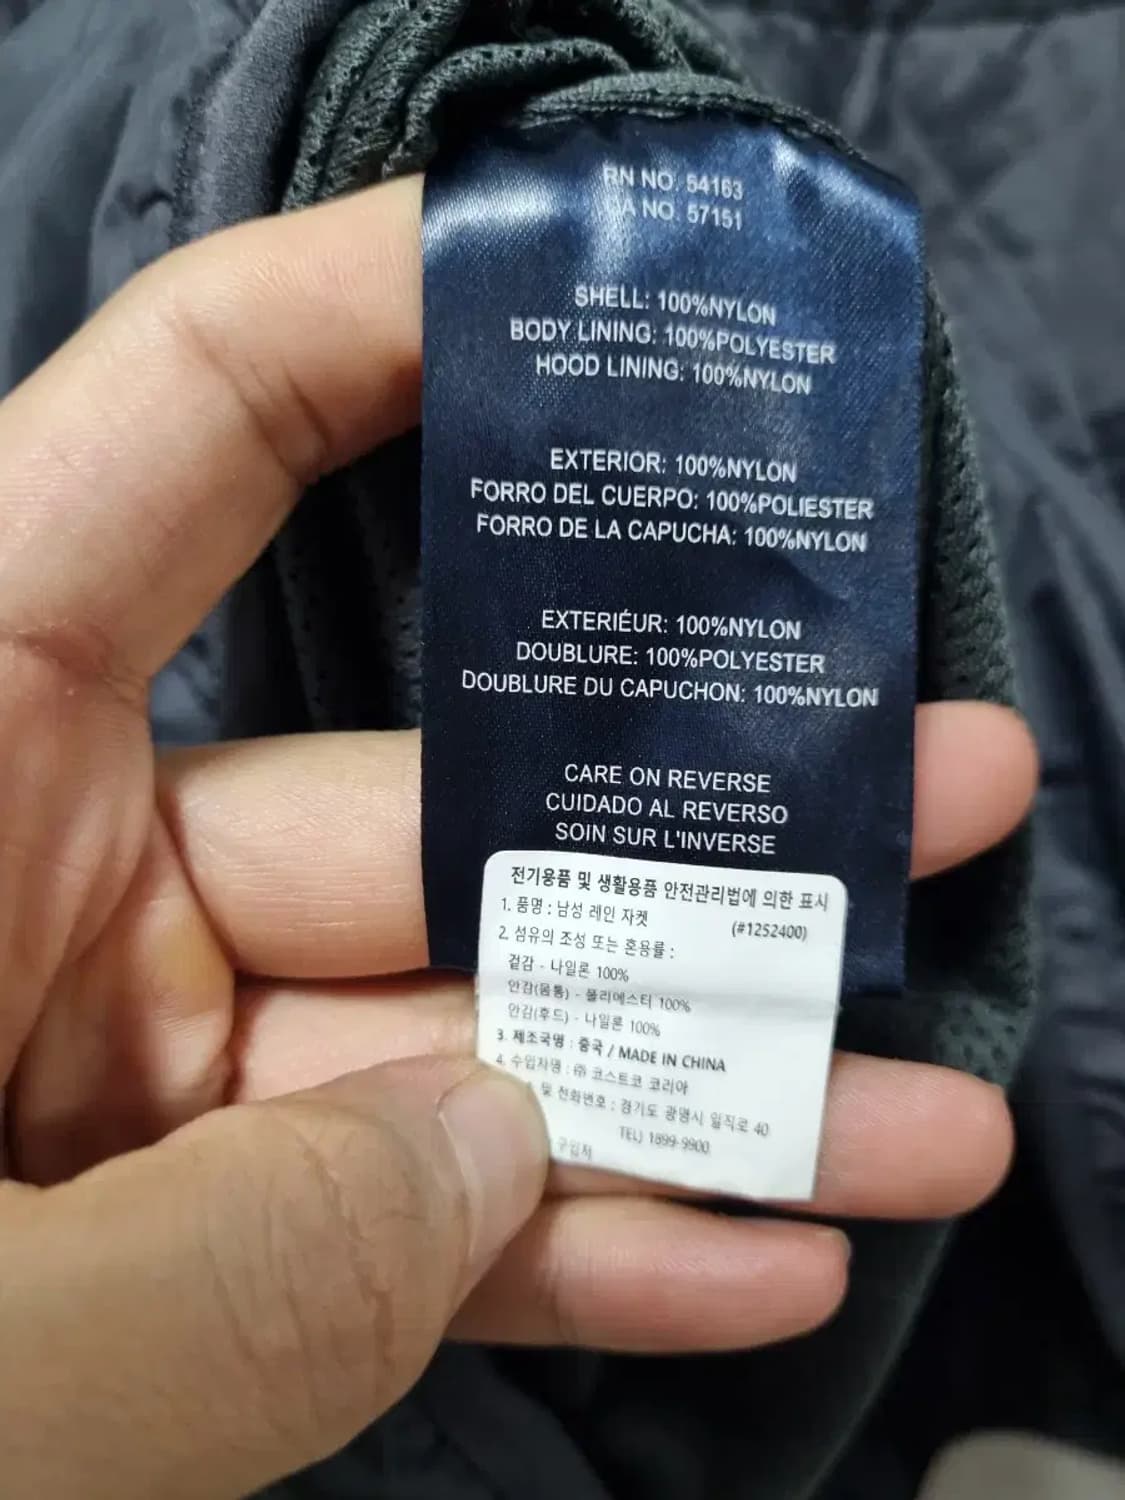 RN NO. 54163
CA NO. 57151
SHELL: 100%NYLON
BODY LINING: 100%POLYESTER
HOOD LINING: 100%NYLON
EXTERIOR: 100%NYLON
FORRO DEL CUERPO: 100%POLIESTER
FORRO DE LA CAPUCHA: 100%NYLON
EXTERIÉUR: 100%NYLON
DOUBLURE: 100%POLYESTER
DOUBLURE DU CAPUCHON: 100%NYLON
CARE ON REVERSE
CUIDADO AL REVERSO
SOIN SUR L'INVERSE
전기용품 및 생활용품 안전관리법에 의한 표시
1. 품명 : 남성 레인 자켓 (#1252400)
2. 섬유의 조성 또는 혼용률 :
겉감 - 나일론 100%
안감(몸통) - 폴리에스터 100%
안감(후드) - 나일론 100%
3. 제조국명 : 중국 / MADE IN CHINA
4. 수입자명 : ㈜ 코스트코 코리아
및 전화번호 : 경기도 광명시 일직로 40
TEL) 1899-9900
구입처